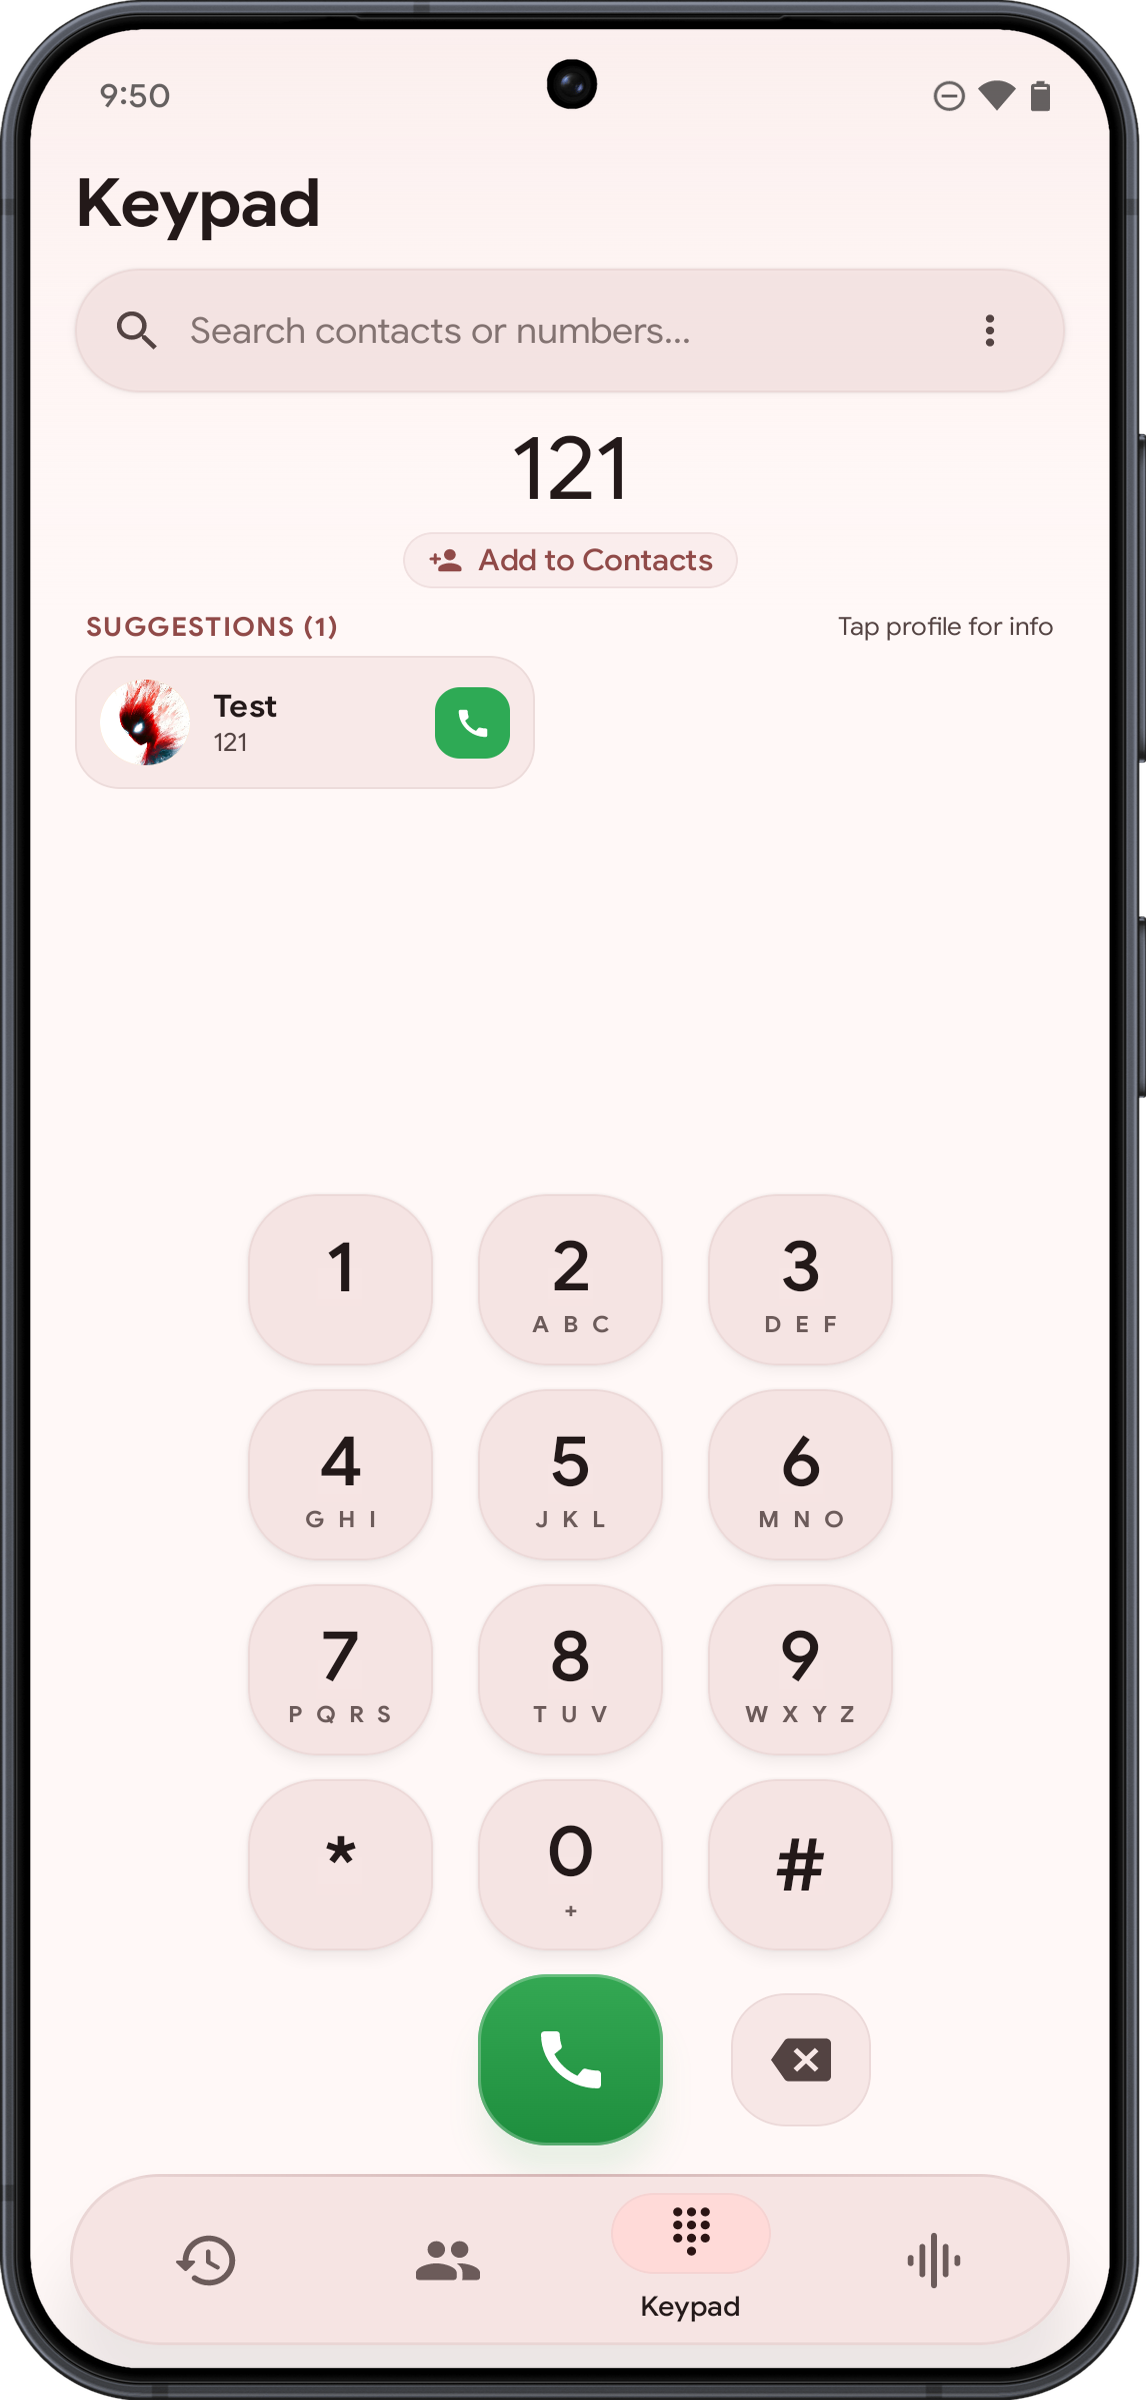 9:50
Keypad
Search contacts or numbers...
121
Add to Contacts
SUGGESTIONS (1)
Tap profile for info
Test
121
1
2
3
ABC
DEF
4
5
6
GHI
JKL
MNO
7
8
9
PQRS
TUV
WXYZ
*
0
#
+
Keypad